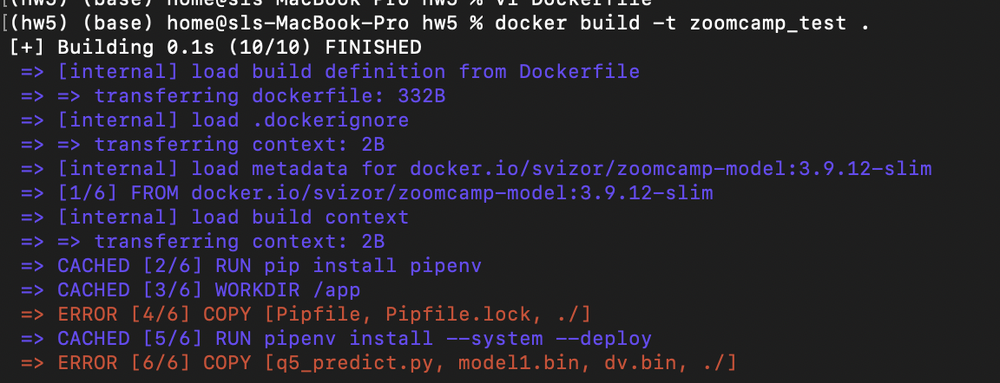 [(hw5) (base) home@sls-MacBook-Pro hw5 % vi Dockerfile
[(hw5) (base) home@sls-MacBook-Pro hw5 % docker build -t zoomcamp_test .
[+] Building 0.1s (10/10) FINISHED
=> [internal] load build definition from Dockerfile
=> => transferring dockerfile: 332B
=> [internal] load .dockerignore
=> => transferring context: 2B
=> [internal] load metadata for docker.io/svizor/zoomcamp-model:3.9.12-slim
=> [1/6] FROM docker.io/svizor/zoomcamp-model:3.9.12-slim
=> [internal] load build context
=> => transferring context: 2B
=> CACHED [2/6] RUN pip install pipenv
=> CACHED [3/6] WORKDIR /app
=> ERROR [4/6] COPY [Pipfile, Pipfile.lock, ./]
=> CACHED [5/6] RUN pipenv install --system --deploy
=> ERROR [6/6] COPY [q5_predict.py, model1.bin, dv.bin, ./]